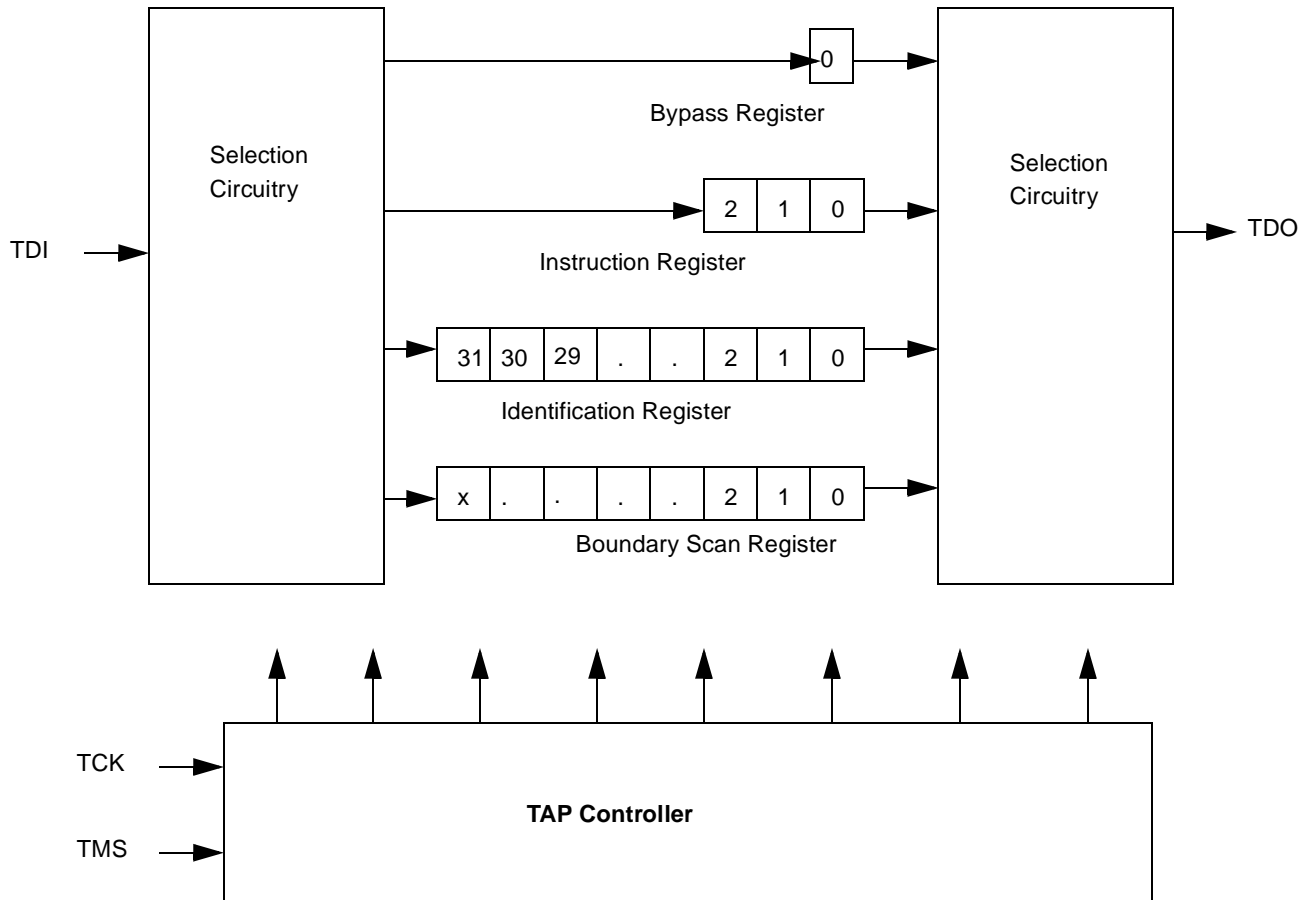 0
Bypass Register
Selection
Circuitry
Selection
Circuitry
2 1 0
TDI
TDO
Instruction Register
31 30 29 . . 2 1 0
Identification Register
x . . . . 2 1 0
Boundary Scan Register
TCK
TAP Controller
TMS